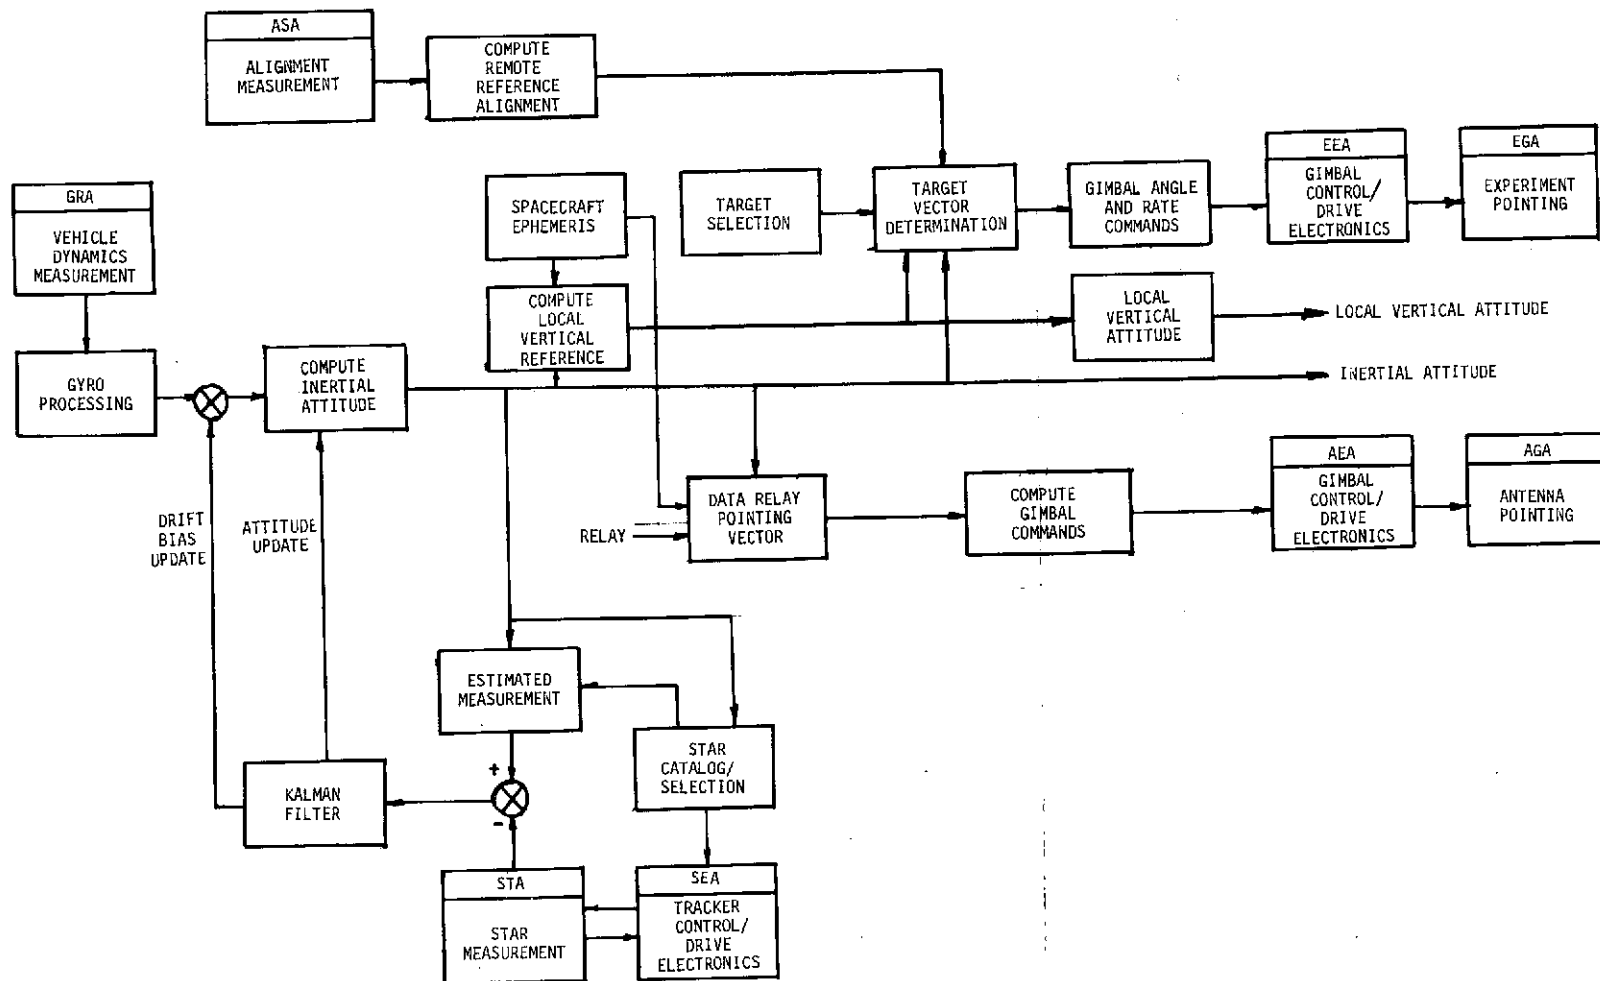 ASA
ALIGNMENT
MEASUREMENT
COMPUTE
REMOTE
REFERENCE
ALIGNMENT
GRA
VEHICLE
DYNAMICS
MEASUREMENT
SPACECRAFT
EPHEMERIS
TARGET
SELECTION
TARGET
VECTOR
DETERMINATION
GIMBAL ANGLE
AND RATE
COMMANDS
EEA
GIMBAL
CONTROL/
DRIVE
ELECTRONICS
EGA
EXPERIMENT
POINTING
COMPUTE
LOCAL
VERTICAL
REFERENCE
LOCAL
VERTICAL
ATTITUDE
LOCAL VERTICAL ATTITUDE
GYRO
PROCESSING
COMPUTE
INERTIAL
ATTITUDE
INERTIAL ATTITUDE
DRIFT
BIAS
UPDATE
ATTITUDE
UPDATE
RELAY
DATA RELAY
POINTING
VECTOR
COMPUTE
GIMBAL
COMMANDS
AEA
GIMBAL
CONTROL/
DRIVE
ELECTRONICS
AGA
ANTENNA
POINTING
ESTIMATED
MEASUREMENT
STAR
CATALOG/
SELECTION
+
-
KALMAN
FILTER
STA
STAR
MEASUREMENT
SEA
TRACKER
CONTROL/
DRIVE
ELECTRONICS